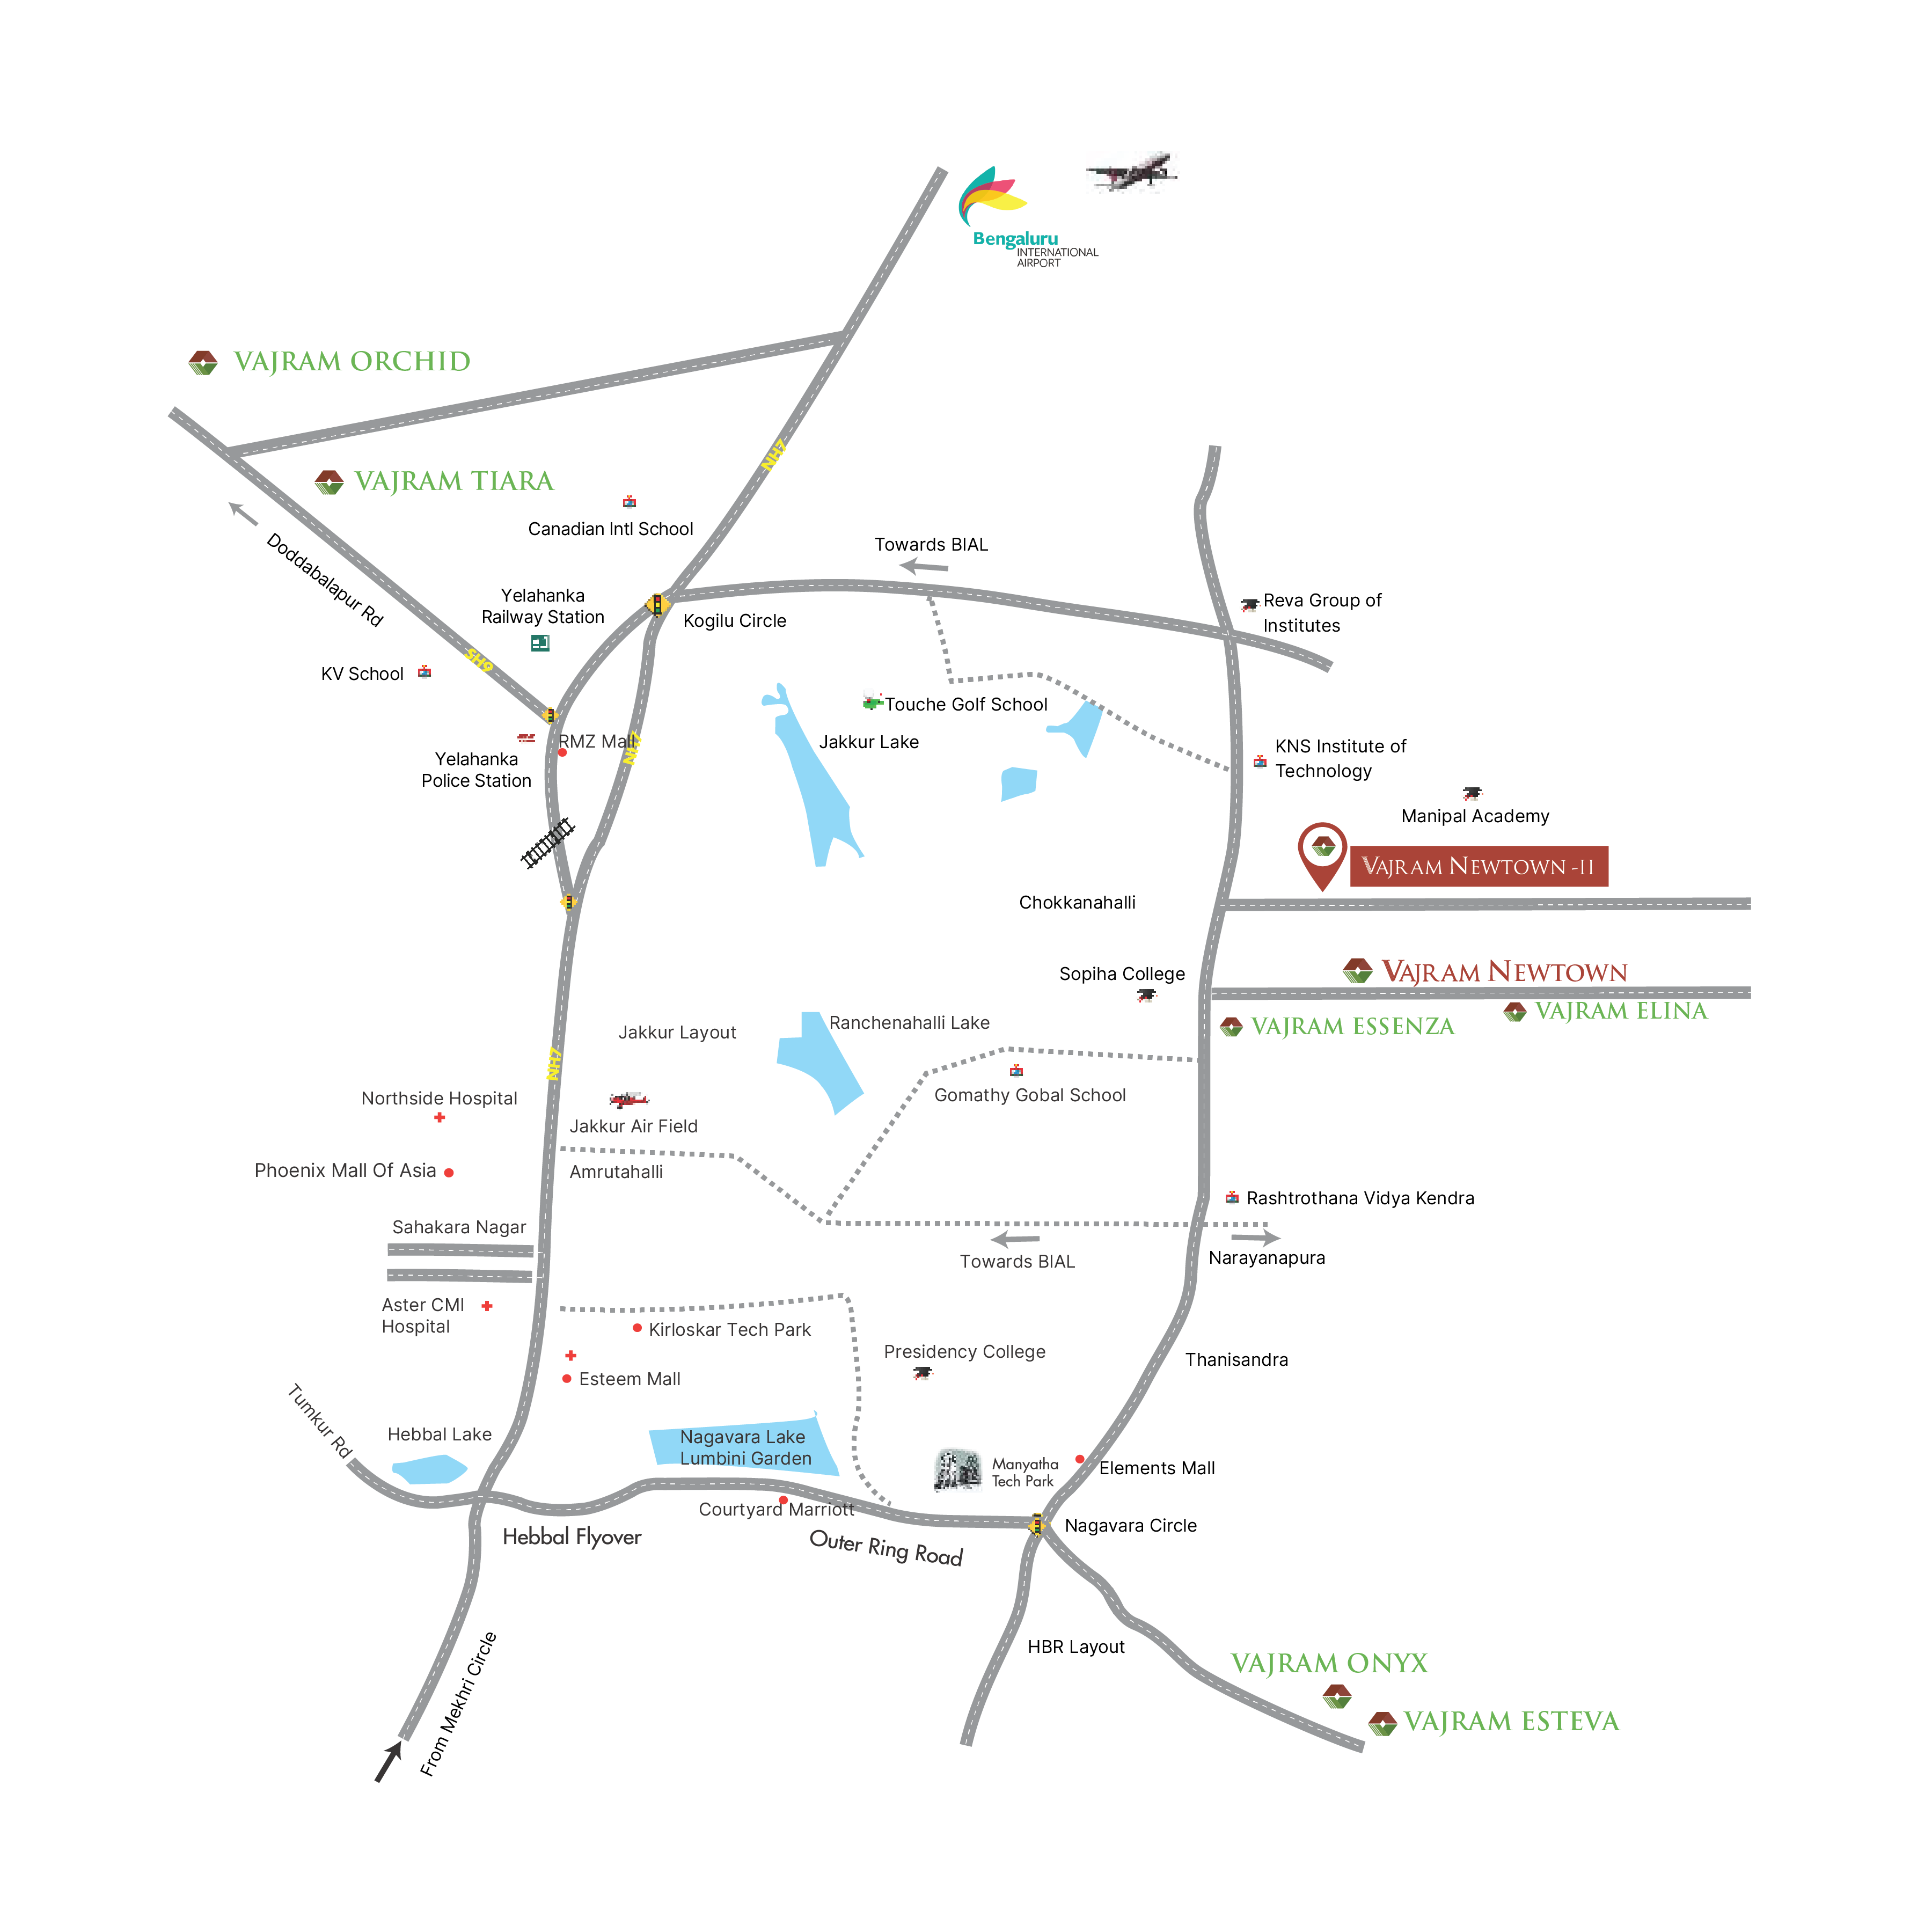 Bengaluru
INTERNATIONAL
AIRPORT
VAJRAM ORCHID
NH7
VAJRAM TIARA
Canadian Intl School
Doddabalapur Rd
Towards BIAL
Yelahanka
Railway Station
Kogilu Circle
Reva Group of
Institutes
SH9
KV School
Touche Golf School
RMZ Mall
NH7
Jakkur Lake
Yelahanka
Police Station
KNS Institute of
Technology
Manipal Academy
VAJRAM NEWTOWN -II
Chokkanahalli
Sopiha College
VAJRAM NEWTOWN
VAJRAM ELINA
VAJRAM ESSENZA
Ranchenahalli Lake
Jakkur Layout
NH7
Northside Hospital
Gomathy Gobal School
Jakkur Air Field
Phoenix Mall Of Asia
Amrutahalli
Rashtrothana Vidya Kendra
Sahakara Nagar
Towards BIAL
Narayanapura
Aster CMI
Hospital
Kirloskar Tech Park
Presidency College
Thanisandra
Esteem Mall
Tumkur Rd
Hebbal Lake
Nagavara Lake
Lumbini Garden
Manyatha
Tech Park
Elements Mall
Courtyard Marriott
Nagavara Circle
Hebbal Flyover
Outer Ring Road
HBR Layout
From Mekhri Circle
VAJRAM ONYX
VAJRAM ESTEVA